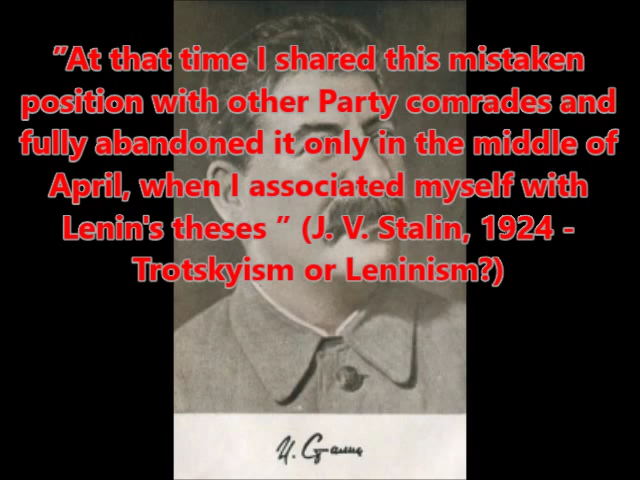 ”At that time I shared this mistaken
position with other Party comrades and
fully abandoned it only in the middle of
April, when I associated myself with
Lenin's theses ” (J. V. Stalin, 1924 -
Trotskyism or Leninism?)
И. Сталин